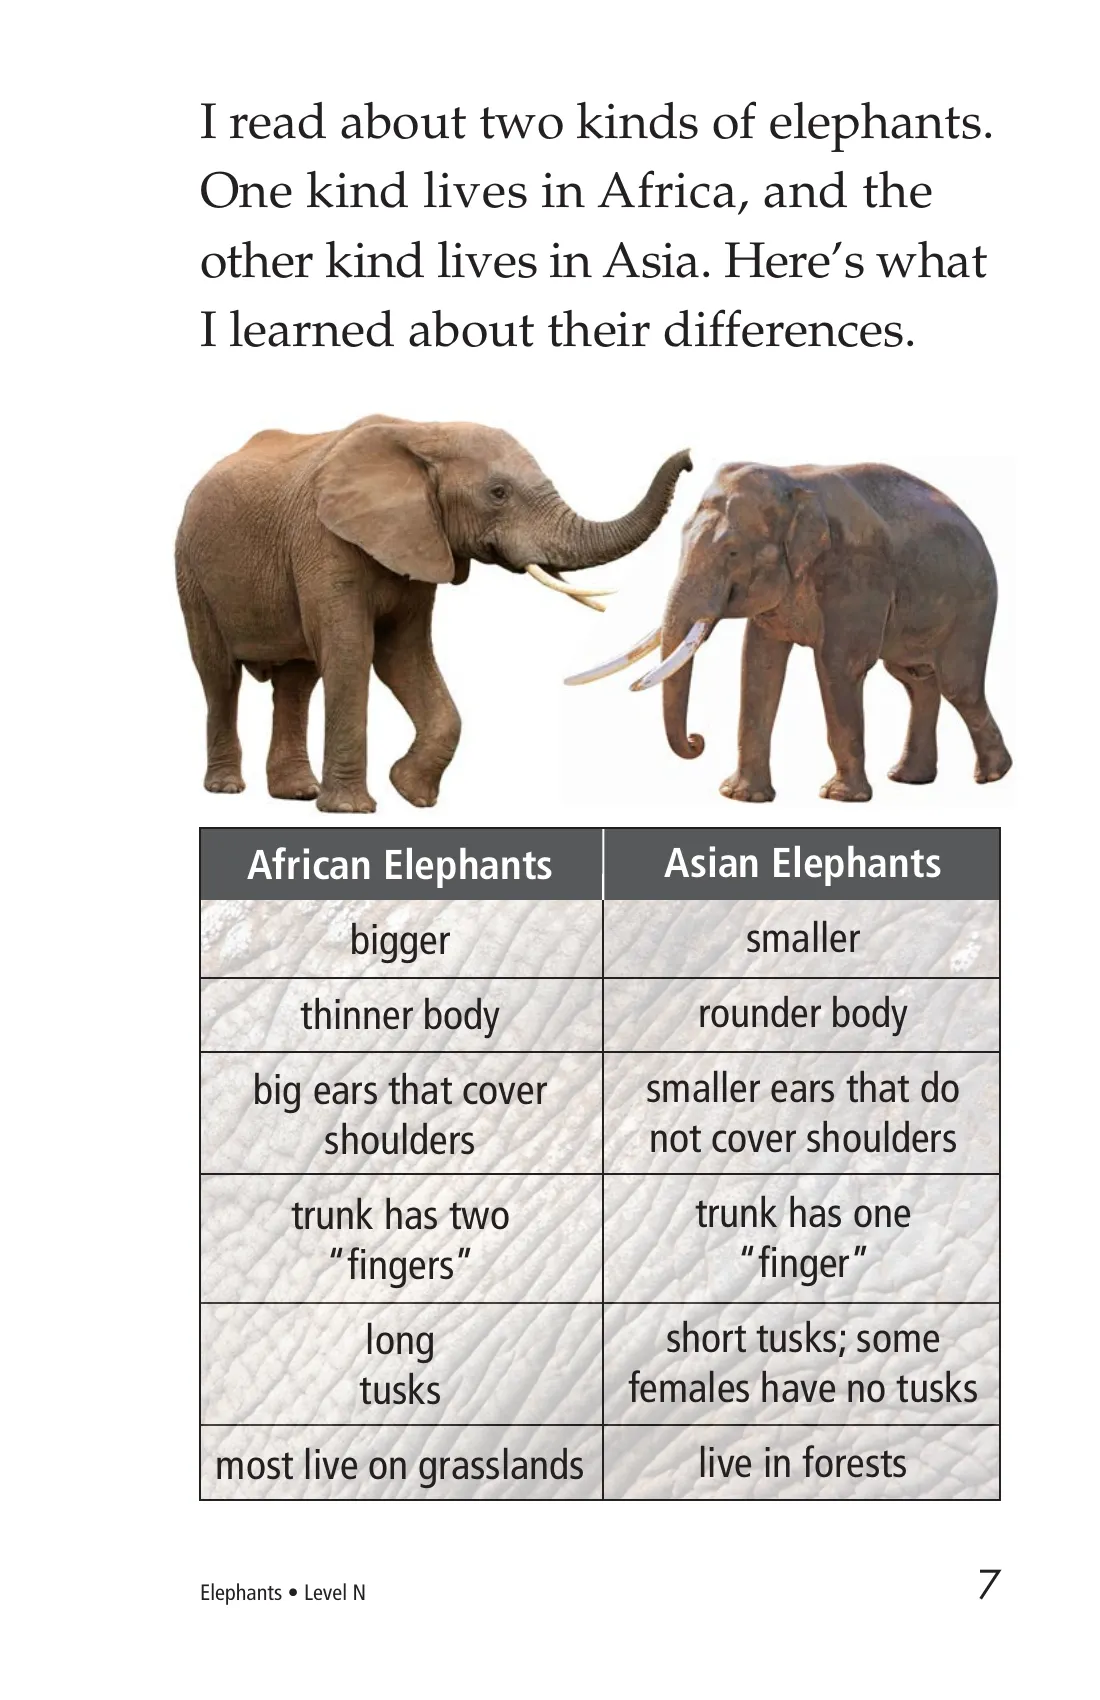 I read about two kinds of elephants.
One kind lives in Africa, and the
other kind lives in Asia. Here’s what
I learned about their differences.
African Elephants
Asian Elephants
bigger
smaller
thinner body
rounder body
big ears that cover
shoulders
smaller ears that do
not cover shoulders
trunk has two
“fingers”
trunk has one
“finger”
long
tusks
short tusks; some
females have no tusks
most live on grasslands
live in forests
Elephants • Level N
7